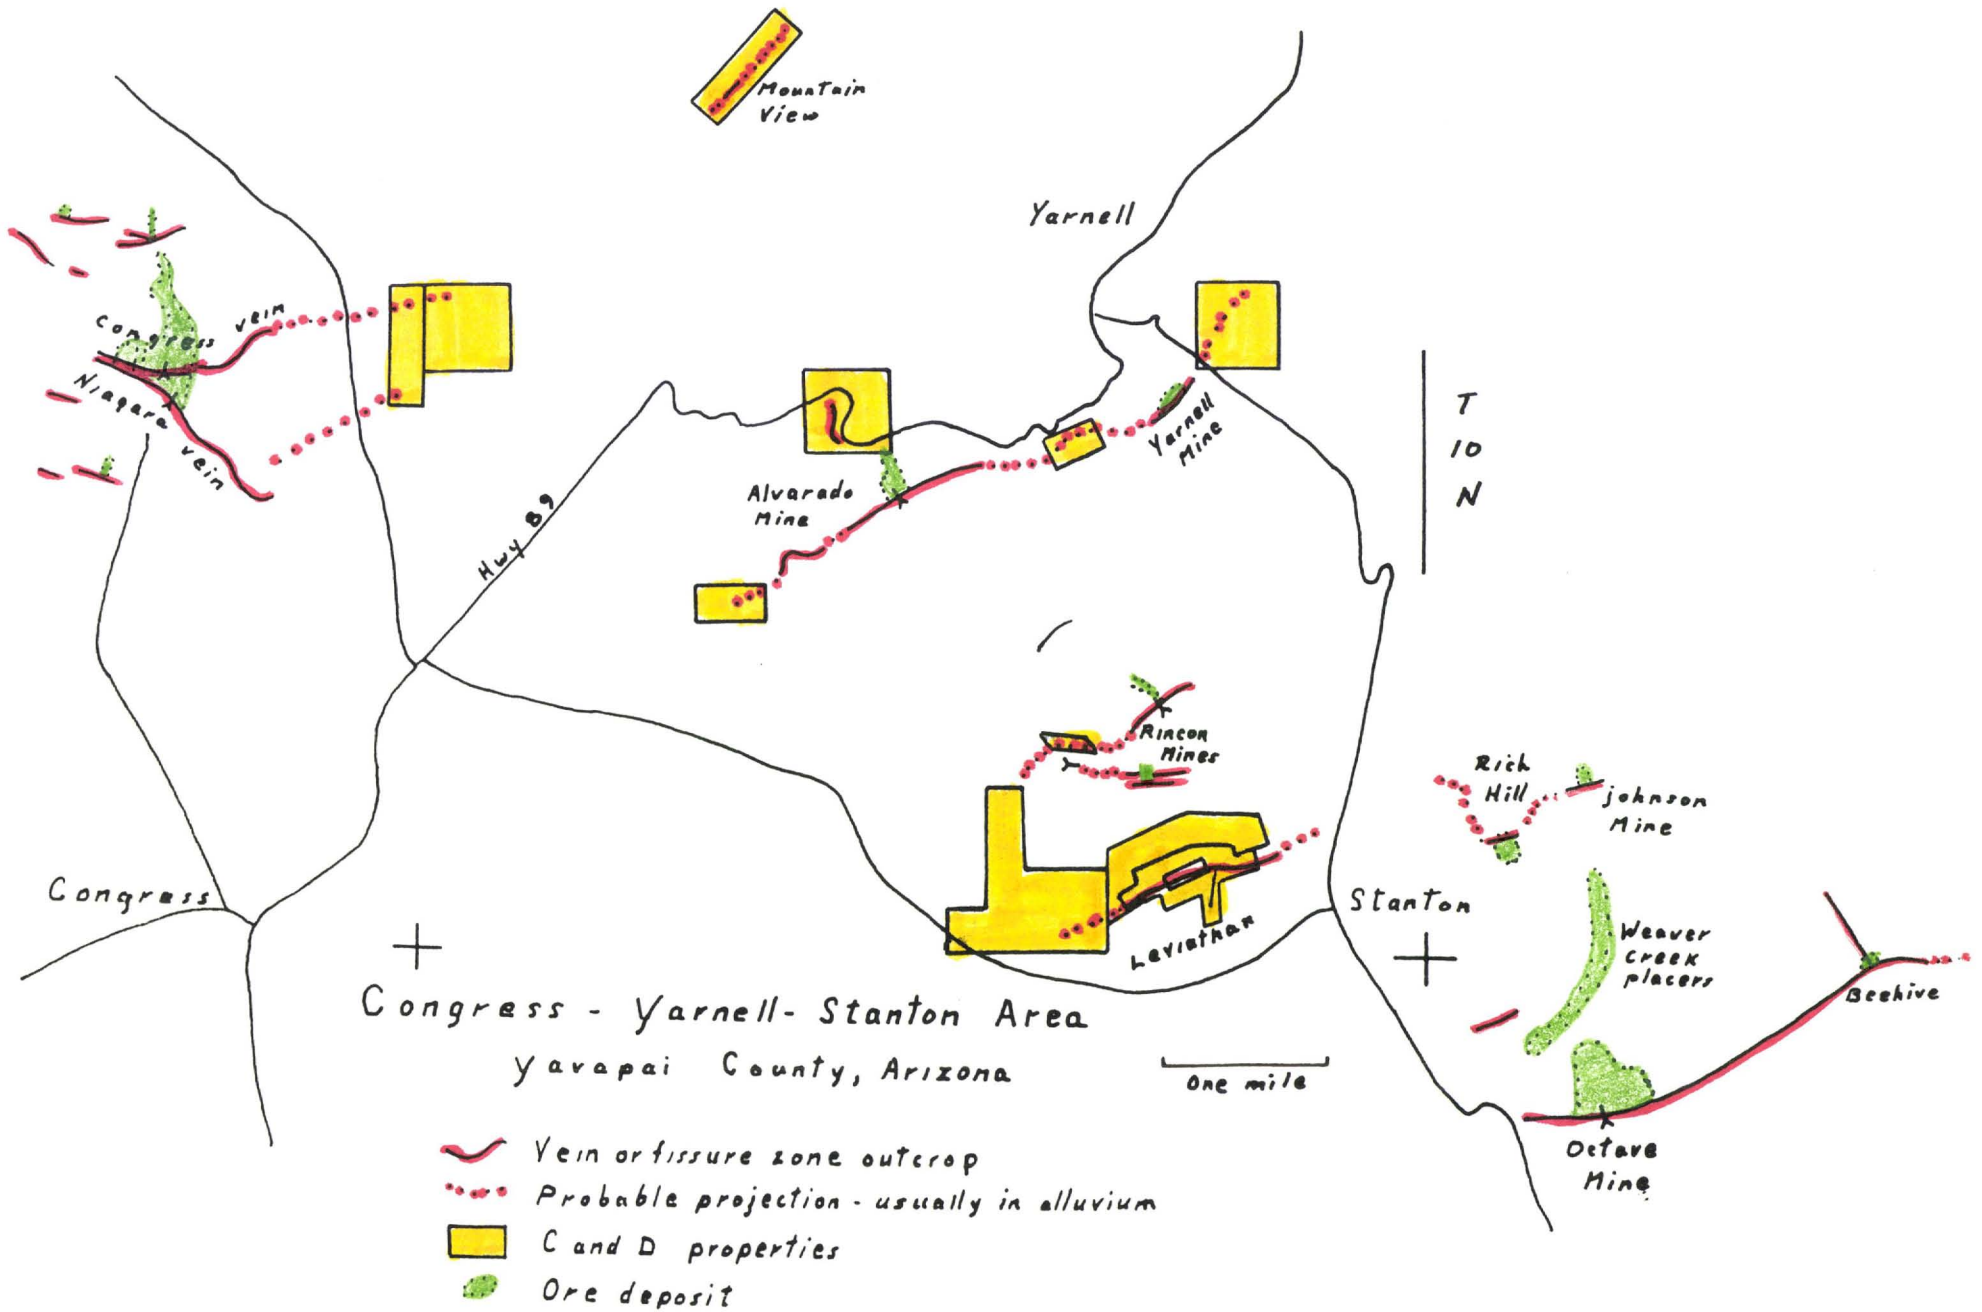 Mountain
View
Yarnell
Congress vein
Niagara vein
Yarnell
Mine
T
10
N
Alvarado
Mine
Hwy 89
Rincon
Mines
Rich
Hill
johnson
Mine
Congress
Stanton
Leviathan
Weaver
Creek
placers
Beehive
Congress - Yarnell - Stanton Area
Yavapai County, Arizona
one mile
Octave
Mine
Vein or fissure zone outcrop
Probable projection - usually in alluvium
C and D properties
Ore deposit